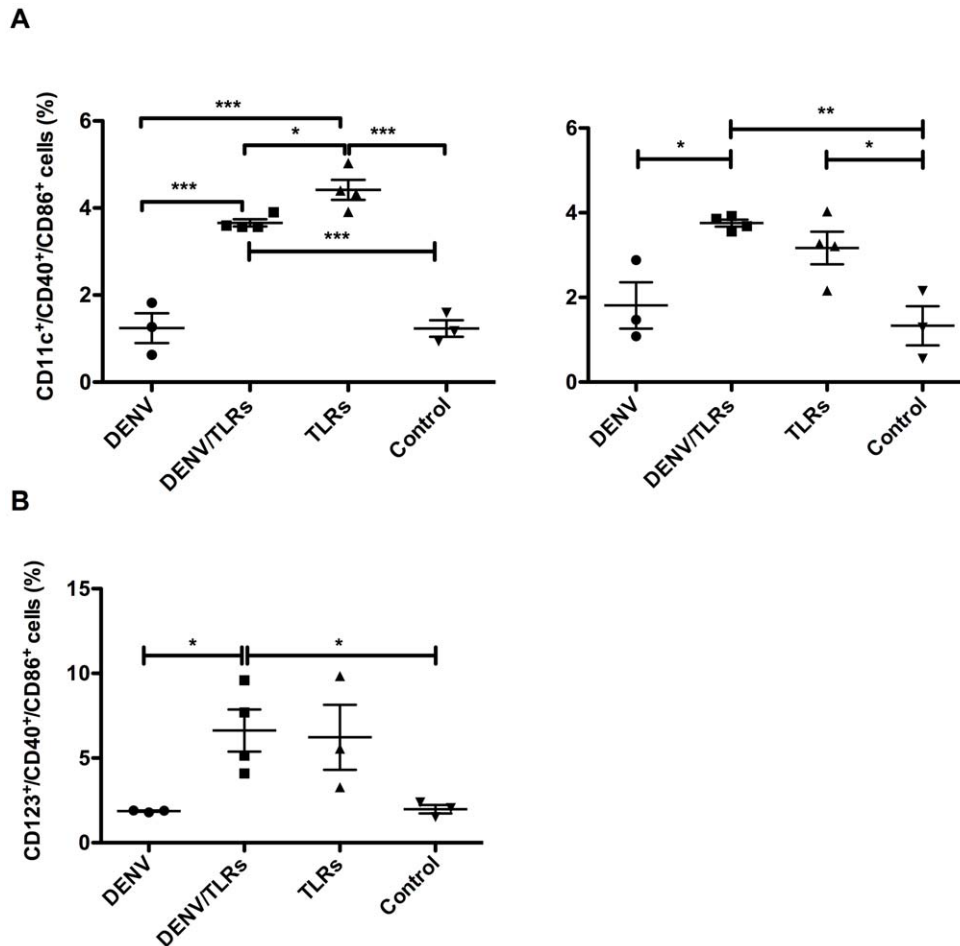 A
CD11c⁺/CD40⁺/CD86⁺ cells (%)
6
4
2
0
***
***
*
***
***
DENV
DENV/TLRs
TLRs
Control
6
4
2
0
**
*
*
DENV
DENV/TLRs
TLRs
Control
B
CD123⁺/CD40⁺/CD86⁺ cells (%)
15
10
5
0
*
*
DENV
DENV/TLRs
TLRs
Control